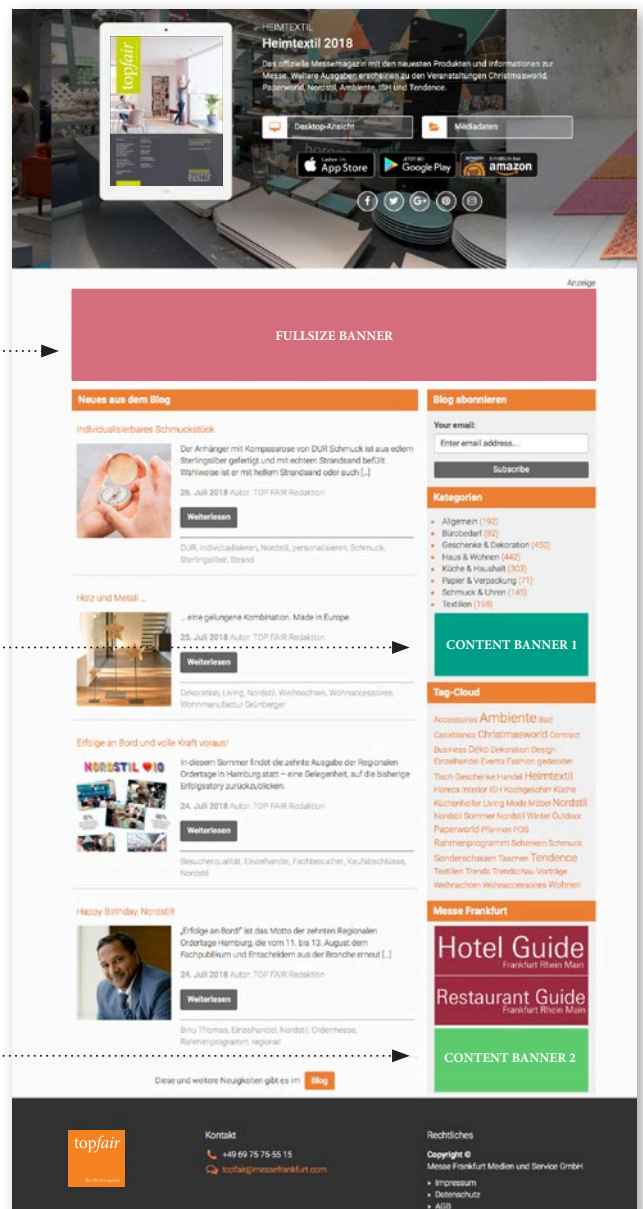 topfair
HEIMTEXTIL
Heimtextil 2018
Das offizielle Messemagazin mit den neuesten Produkten und Informationen zur
Messe. Weitere Ausgaben erscheinen zu den Veranstaltungen Christmasworld,
Paperworld, Nordstil, Ambiente, ISH und Tendence.
Desktop-Ansicht
Mediadaten
Laden im
App Store
JETZT BEI
Google Play
amazon
Anzeige
FULLSIZE BANNER
Neues aus dem Blog
Individualisierbares Schmuckstück
Der Anhänger mit Kompassrose von DUR Schmuck ist aus edlem
Sterlingsilber gefertigt und mit echtem Strandsand befüllt.
Wahlweise ist er mit hellem Strandsand oder auch [...]
26. Juli 2018 Autor: TOP FAIR Redaktion
Weiterlesen
DUR, individualisieren, Nordstil, personalisieren, Schmuck,
Sterlingsilber, Strand
Holz und Metall ...
... eine gelungene Kombination. Made in Europe.
25. Juli 2018 Autor: TOP FAIR Redaktion
Weiterlesen
Dekoration, Living, Nordstil, Weihnachten, Wohnaccessoires,
Wohnmanufactur Grünberger
Erfolge an Bord und volle Kraft voraus!
NORDSTIL
In diesem Sommer findet die zehnte Ausgabe der Regionalen
Ordertage in Hamburg statt – eine Gelegenheit, auf die bisherige
Erfolgsstory zurückzublicken.
24. Juli 2018 Autor: TOP FAIR Redaktion
Weiterlesen
Besucherqualität, Einzelhandel, Fachbesucher, Kaufabschlüsse,
Nordstil
Happy Birthday, Nordstil!
„Erfolge an Bord!" ist das Motto der zehnten Regionalen
Ordertage Hamburg, die vom 11. bis 13. August dem
Fachpublikum und Entscheidern aus der Branche erneut [...]
24. Juli 2018 Autor: TOP FAIR Redaktion
Weiterlesen
Binu Thomas, Einzelhandel, Nordstil, Ordermesse,
Rahmenprogramm, regional
Diese und weitere Neuigkeiten gibt es im Blog
Blog abonnieren
Your email:
Enter email address...
Subscribe
Kategorien
Allgemein (192)
Bürobedarf (82)
Geschenke & Dekoration (450)
Haus & Wohnen (442)
Küche & Haushalt (303)
Papier & Verpackung (71)
Schmuck & Uhren (145)
Textilien (198)
CONTENT BANNER 1
Tag-Cloud
Accessoires Ambiente Bad
Casablanca Christmasworld Contract
Business Deko Dekoration Design
Einzelhandel Events Fashion gedeckter
Tisch Geschenke Handel Heimtextil
Horeca Interior ISH Kochgeschirr Küche
Küchenhelfer Living Mode Möbel Nordstil
Nordstil Sommer Nordstil Winter Outdoor
Paperworld Pfannen POS
Rahmenprogramm Schenken Schmuck
Sonderschauen Taschen Tendence
Textilien Trends Trendschau Vorträge
Weihnachten Wohnaccessoires Wohnen
Messe Frankfurt
Hotel Guide
Frankfurt Rhein Main
Restaurant Guide
Frankfurt Rhein Main
CONTENT BANNER 2
topfair
Kontakt
+49 69 75 75-55 15
topfair@messefrankfurt.com
Rechtliches
Copyright ©
Messe Frankfurt Medien und Service GmbH
Impressum
Datenschutz
AGB